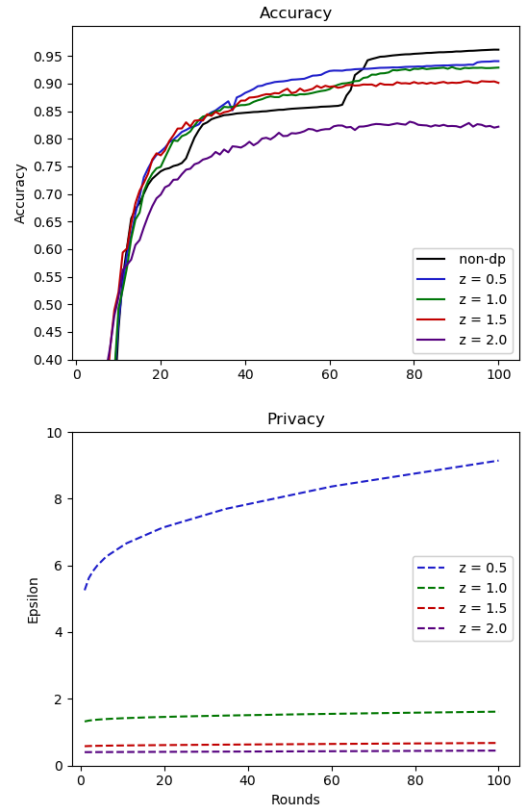 Accuracy
0.95
0.90
0.85
0.80
0.75
0.70
0.65
0.60
0.55
0.50
0.45
0.40
Accuracy
non-dp
z = 0.5
z = 1.0
z = 1.5
z = 2.0
0 20 40 60 80 100
Privacy
10
8
6
4
2
0
Epsilon
z = 0.5
z = 1.0
z = 1.5
z = 2.0
0 20 40 60 80 100
Rounds